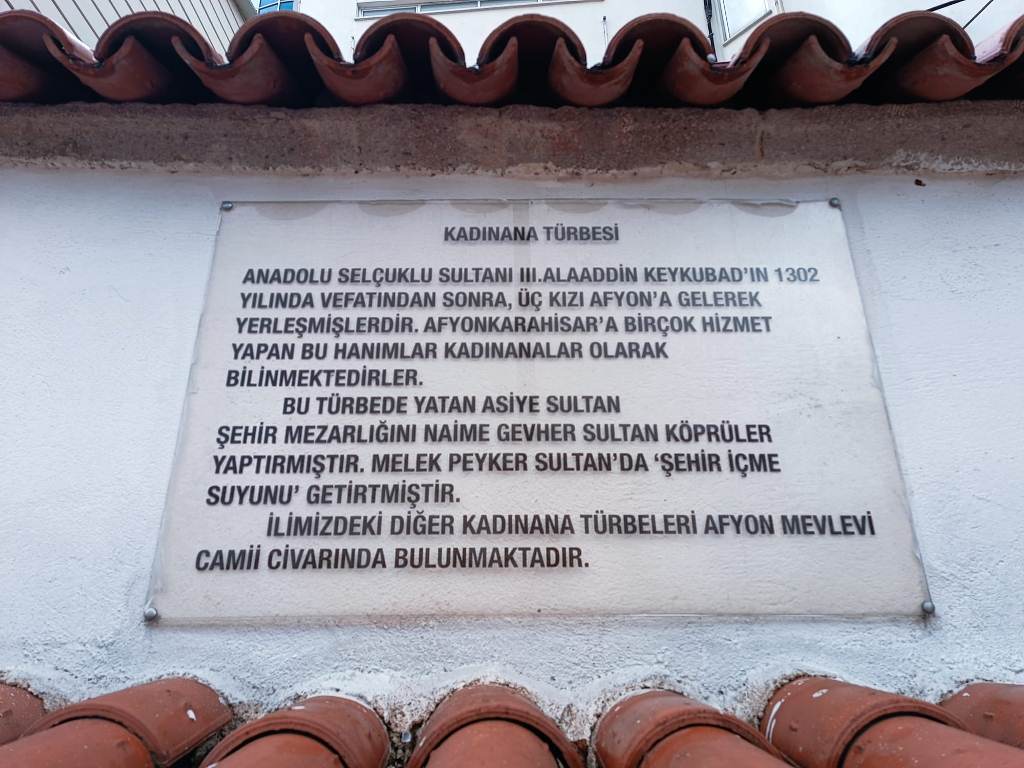 KADINANA TÜRBESİ
ANADOLU SELÇUKLU SULTANI III.ALAADDİN KEYKUBAD'IN 1302
YILINDA VEFATINDAN SONRA, ÜÇ KIZI AFYON'A GELEREK
YERLEŞMİŞLERDİR. AFYONKARAHİSAR'A BİRÇOK HİZMET
YAPAN BU HANIMLAR KADINANALAR OLARAK
BİLİNMEKTEDİRLER.
BU TÜRBEDE YATAN ASİYE SULTAN
ŞEHİR MEZARLIĞINI NAİME GEVHER SULTAN KÖPRÜLER
YAPTIRMIŞTIR. MELEK PEYKER SULTAN'DA 'ŞEHİR İÇME
SUYUNU' GETİRTMİŞTİR.
İLİMİZDEKİ DİĞER KADINANA TÜRBELERİ AFYON MEVLEVİ
CAMİİ CİVARINDA BULUNMAKTADIR.